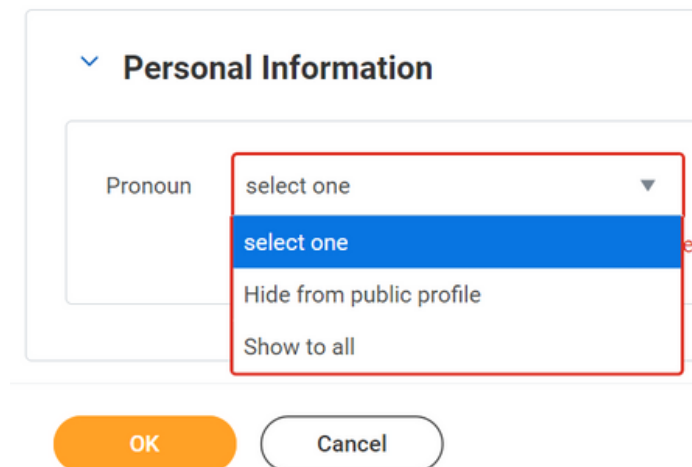 Personal Information
Pronoun select one
select one
Hide from public profile
Show to all
OK Cancel